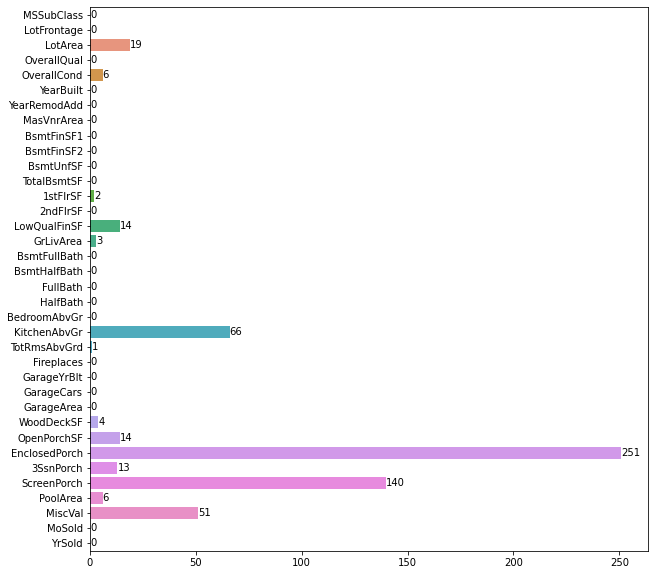 MSSubClass 0
LotFrontage 0
LotArea 19
OverallQual 0
OverallCond 6
YearBuilt 0
YearRemodAdd 0
MasVnrArea 0
BsmtFinSF1 0
BsmtFinSF2 0
BsmtUnfSF 0
TotalBsmtSF 0
1stFlrSF 2
2ndFlrSF 0
LowQualFinSF 14
GrLivArea 3
BsmtFullBath 0
BsmtHalfBath 0
FullBath 0
HalfBath 0
BedroomAbvGr 0
KitchenAbvGr 66
TotRmsAbvGrd 1
Fireplaces 0
GarageYrBlt 0
GarageCars 0
GarageArea 0
WoodDeckSF 4
OpenPorchSF 14
EnclosedPorch 251
3SsnPorch 13
ScreenPorch 140
PoolArea 6
MiscVal 51
MoSold 0
YrSold 0
0 50 100 150 200 250